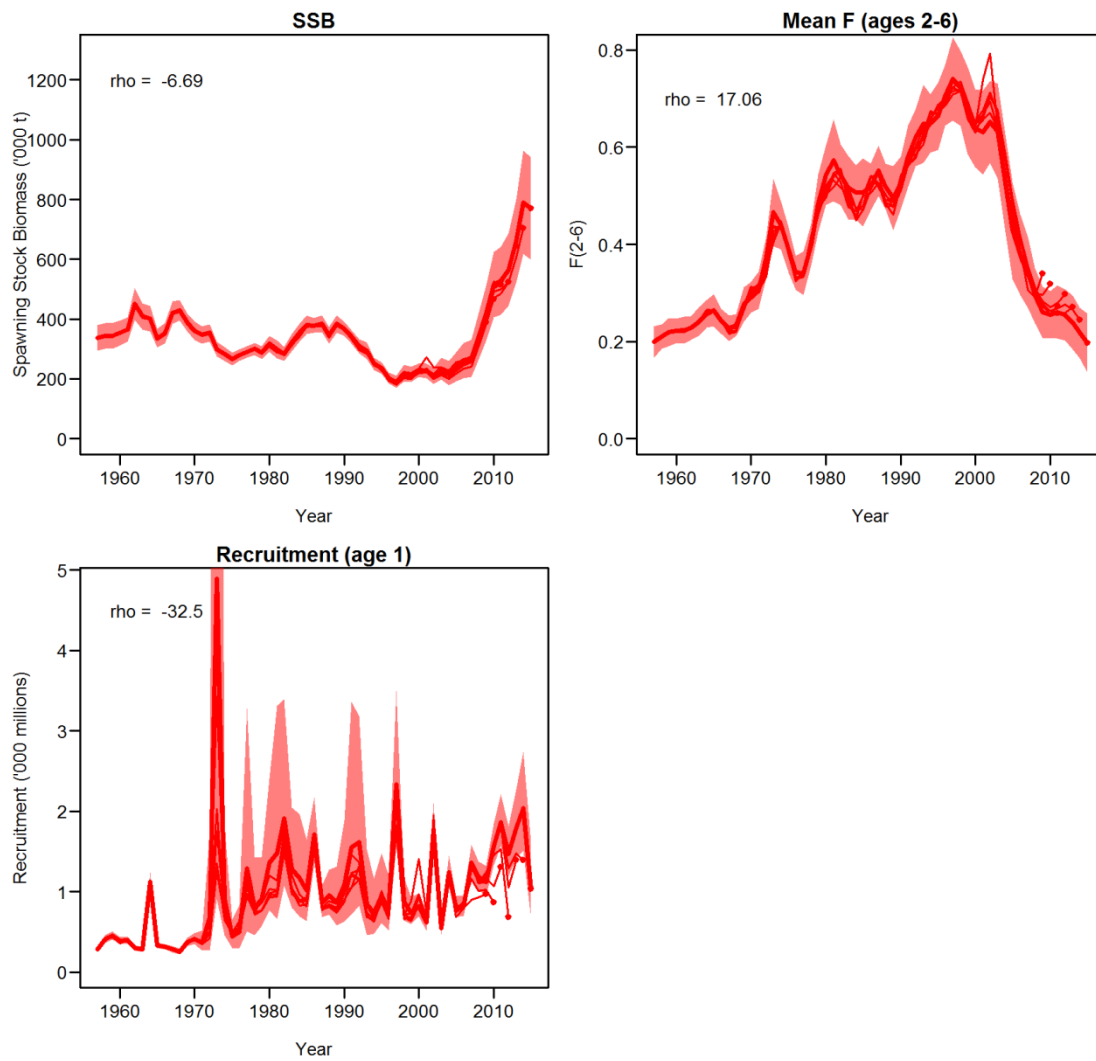 SSB
rho = -6.69
Spawning Stock Biomass ('000 t)
1200
1000
800
600
400
200
0
1960 1970 1980 1990 2000 2010
Year
Mean F (ages 2-6)
rho = 17.06
F(2-6)
0.8
0.6
0.4
0.2
0.0
1960 1970 1980 1990 2000 2010
Year
Recruitment (age 1)
rho = -32.5
Recruitment ('000 millions)
5
4
3
2
1
0
1960 1970 1980 1990 2000 2010
Year